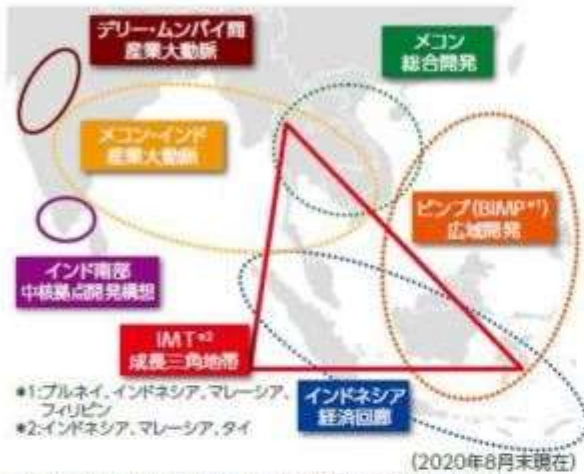 デリー・ムンバイ間
産業大動脈
メコン
総合開発
メコン・インド
産業大動脈
ビンプ(BIMP*1)
広域開発
インド南部
中核拠点開発構想
IMT*2
成長三角地帯
*1:ブルネイ、インドネシア、マレーシア、
フィリピン
*2:インドネシア、マレーシア、タイ
インドネシア
経済回廊
(2020年8月末現在)